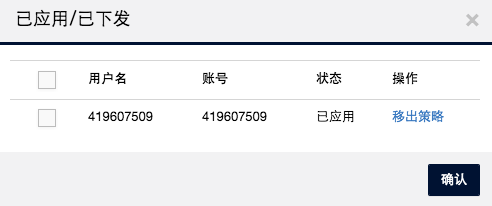 已应用/已下发
用户名 账号 状态 操作
419607509 419607509 已应用 移出策略
确认